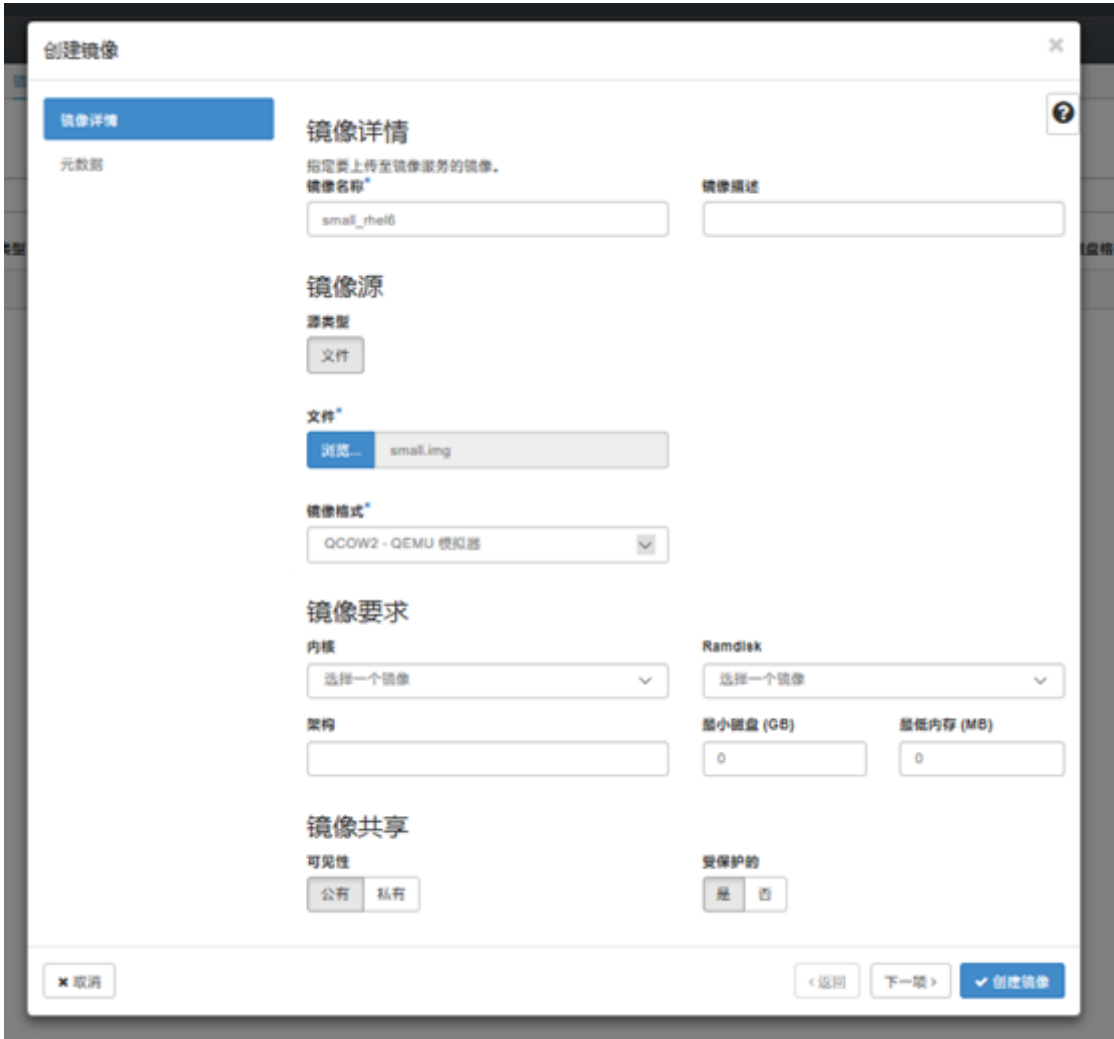 创建镜像 ×
镜像详情
元数据
镜像详情
指定要上传至镜像服务的镜像。
镜像名称* 镜像描述
small_rhel6
镜像源
源类型
文件
文件*
浏览... small.img
镜像格式*
QCOW2 - QEMU 模拟器
镜像要求
内核 Ramdisk
选择一个镜像 选择一个镜像
架构 最小磁盘 (GB) 最低内存 (MB)
0 0
镜像共享
可见性 受保护的
公有 私有 是 否
×取消 <返回 下一项> ✔创建镜像
类型
盘格